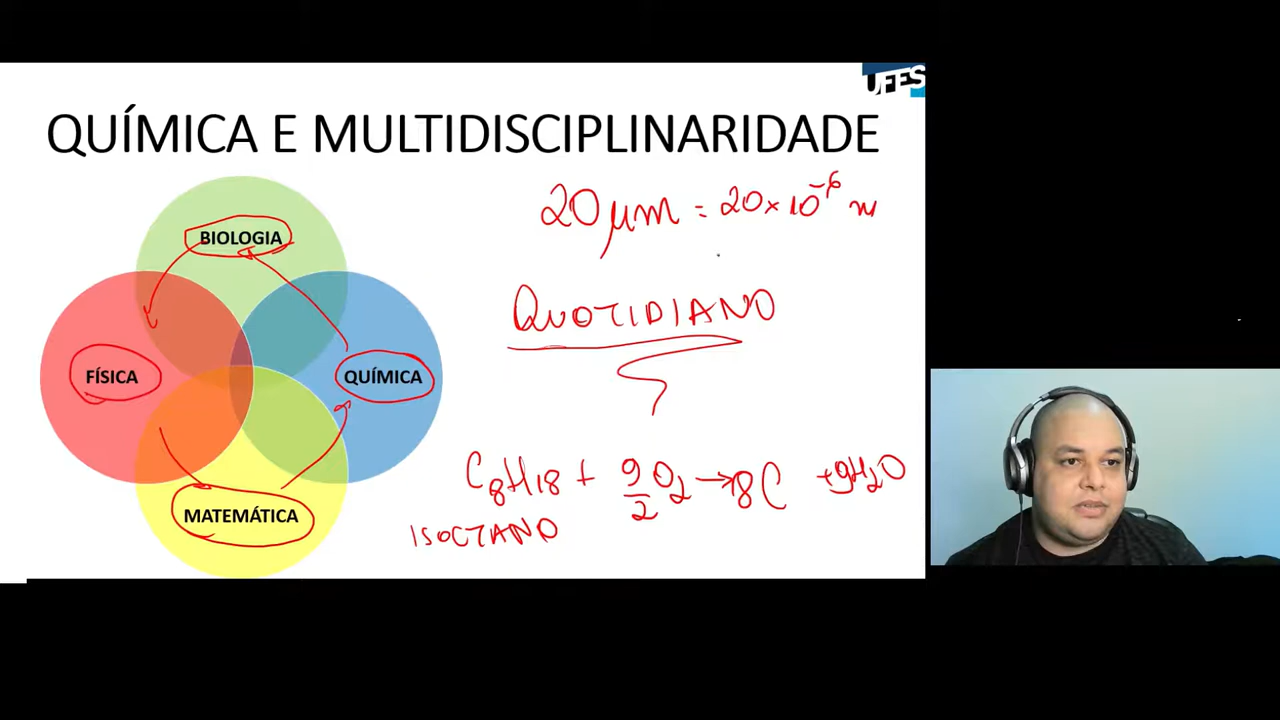 UFES
QUÍMICA E MULTIDISCIPLINARIDADE
20 μm = 20 × 10⁻⁶ m
BIOLOGIA
QUOTIDIANO
FÍSICA
QUÍMICA
C₈H18 + 9/2 O₂ → 8C + 9H₂O
MATEMÁTICA
ISOCTANO